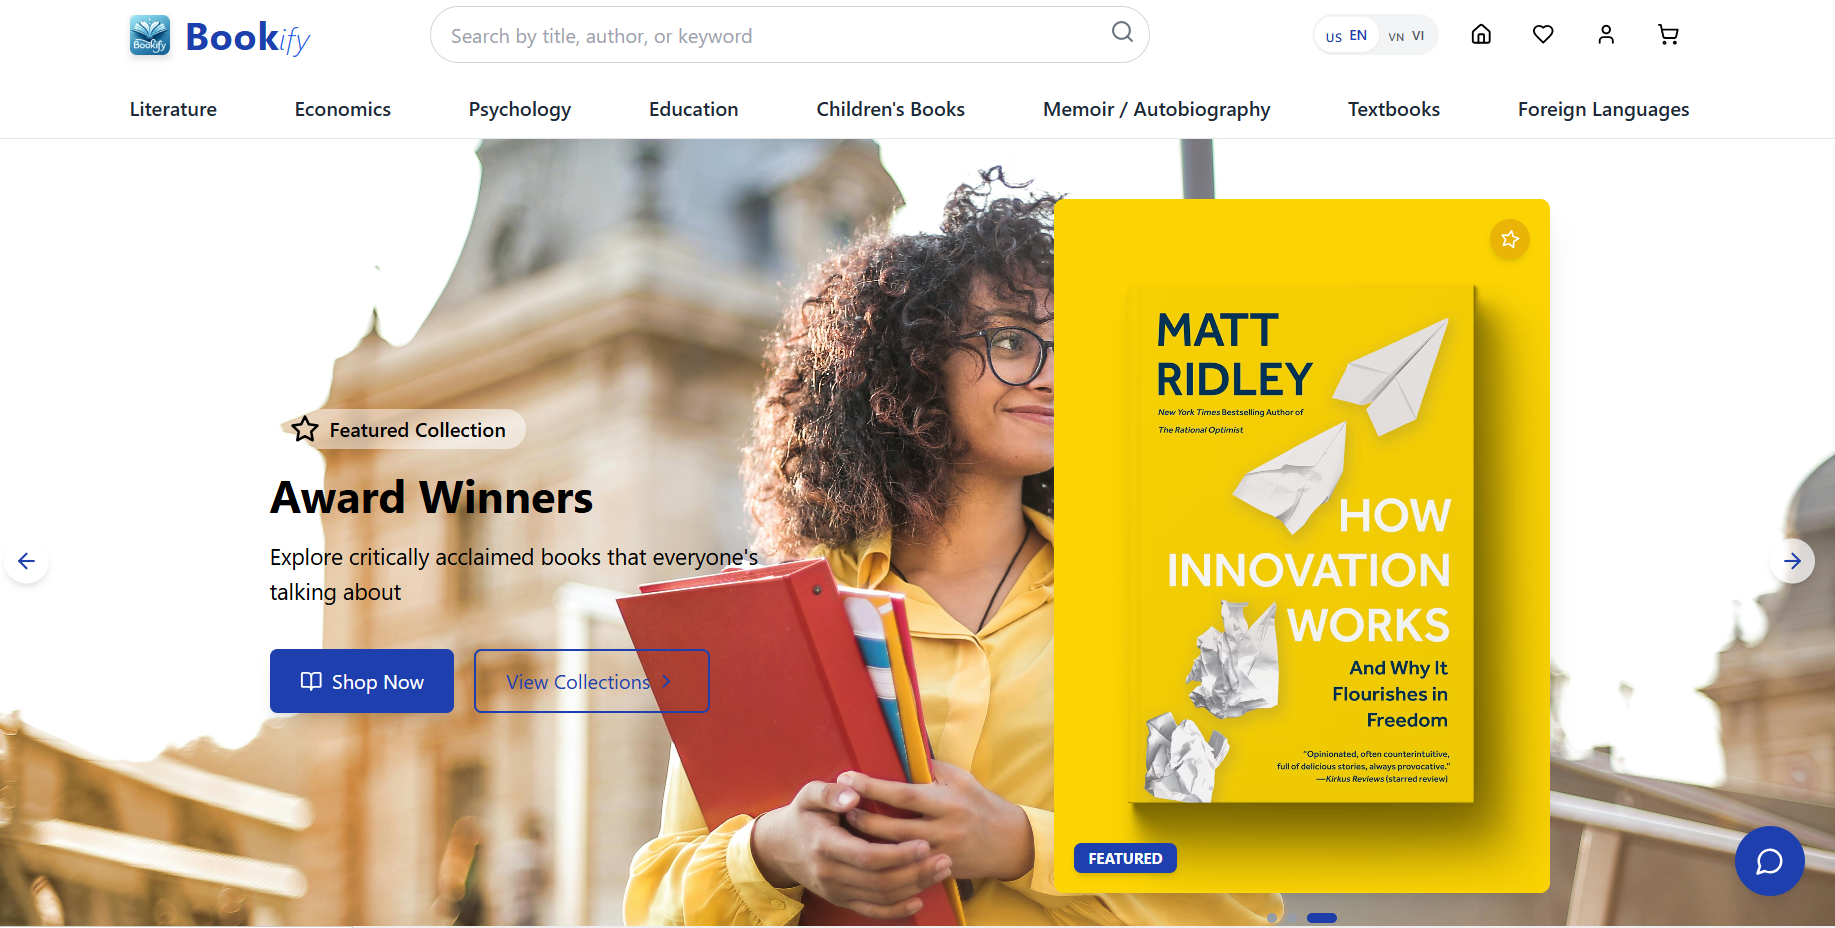 Bookify
Bookify
Search by title, author, or keyword
US EN VN VI
Literature
Economics
Psychology
Education
Children's Books
Memoir / Autobiography
Textbooks
Foreign Languages
Featured Collection
Award Winners
Explore critically acclaimed books that everyone's
talking about
Shop Now
View Collections
MATT
RIDLEY
New York Times Bestselling Author of
The Rational Optimist
HOW
INNOVATION
WORKS
And Why It
Flourishes in
Freedom
“Opinionated, often counterintuitive,
full of delicious stories, always provocative.”
—Kirkus Reviews (starred review)
FEATURED